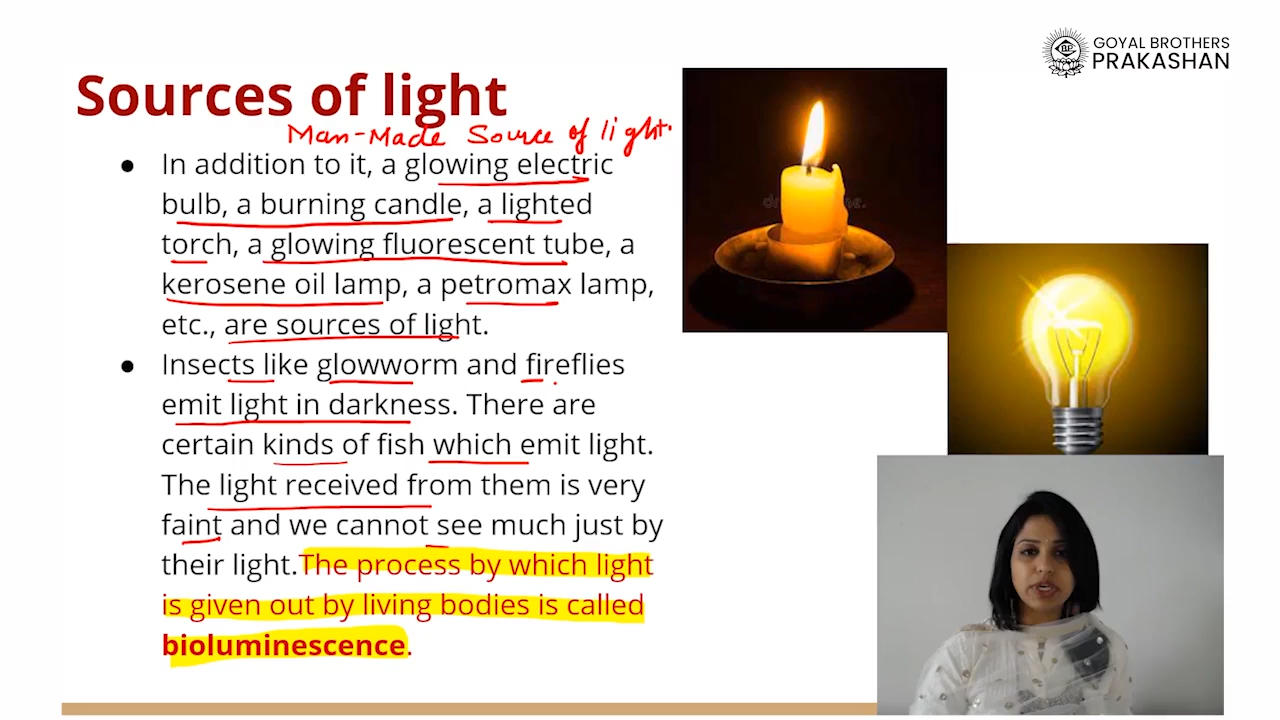 GOYAL BROTHERS
PRAKASHAN
Sources of light
Man-Made Source of light.
● In addition to it, a glowing electric
bulb, a burning candle, a lighted
torch, a glowing fluorescent tube, a
kerosene oil lamp, a petromax lamp,
etc., are sources of light.
● Insects like glowworm and fireflies
emit light in darkness. There are
certain kinds of fish which emit light.
The light received from them is very
faint and we cannot see much just by
their light.The process by which light
is given out by living bodies is called
bioluminescence.